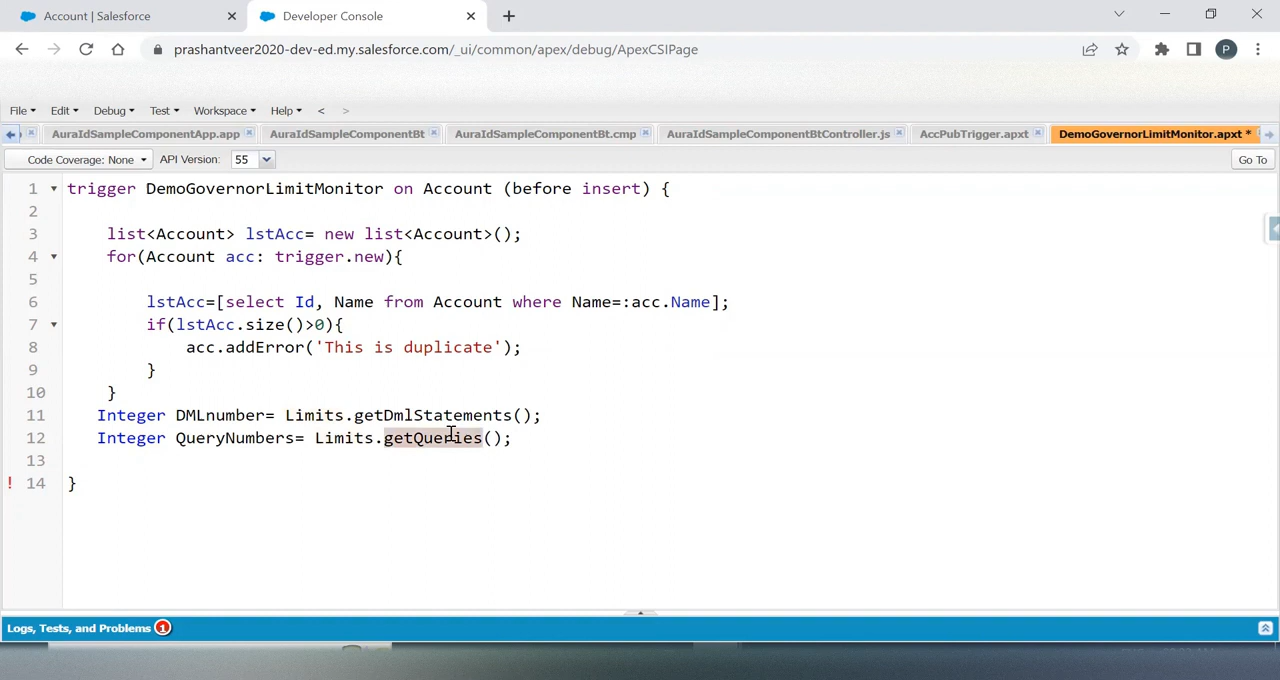 Account | Salesforce
Developer Console
prashantveer2020-dev-ed.my.salesforce.com/_ui/common/apex/debug/ApexCSIPage
P
File Edit Debug Test Workspace Help < >
AuraIdSampleComponentApp.app AuraIdSampleComponentBt AuraIdSampleComponentBt.cmp AuraIdSampleComponentBtController.js AccPubTrigger.apxt DemoGovernorLimitMonitor.apxt *
Code Coverage: None API Version: 55 Go To
1 trigger DemoGovernorLimitMonitor on Account (before insert) {
2
3 list<Account> lstAcc= new list<Account>();
4 for(Account acc: trigger.new){
5
6 lstAcc=[select Id, Name from Account where Name=:acc.Name];
7 if(lstAcc.size()>0){
8 acc.addError('This is duplicate');
9 }
10 }
11 Integer DMLnumber= Limits.getDmlStatements();
12 Integer QueryNumbers= Limits.getQueries();
13
! 14 }
Logs, Tests, and Problems 1